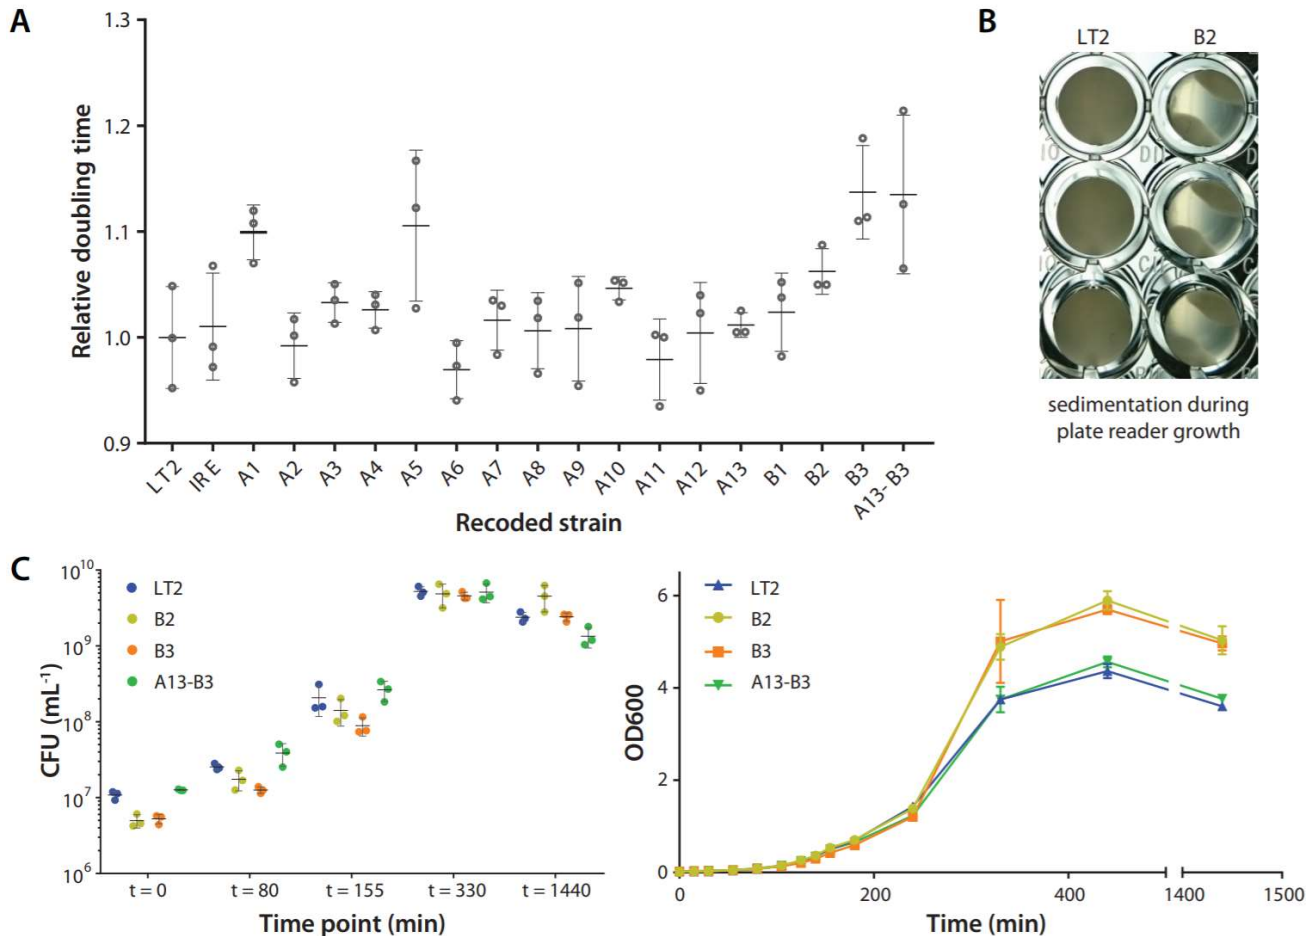 A
1.3
1.2
1.1
1.0
0.9
Relative doubling time
LT2
IRE
A1
A2
A3
A4
A5
A6
A7
A8
A9
A10
A11
A12
A13
B1
B2
B3
A13-B3
Recoded strain
B
LT2
B2
sedimentation during
plate reader growth
C
10^10
10^9
10^8
10^7
10^6
CFU (mL^-1)
LT2
B2
B3
A13-B3
t = 0
t = 80
t = 155
t = 330
t = 1440
Time point (min)
6
4
2
0
OD600
LT2
B2
B3
A13-B3
0
200
400
1400
1500
Time (min)